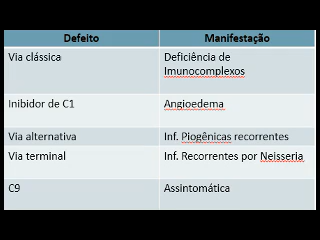 Defeito Manifestação
Via clássica Deficiência de
Imunocomplexos
Inibidor de C1 Angioedema
Via alternativa Inf. Piogênicas recorrentes
Via terminal Inf. Recorrentes por Neisseria
C9 Assintomática